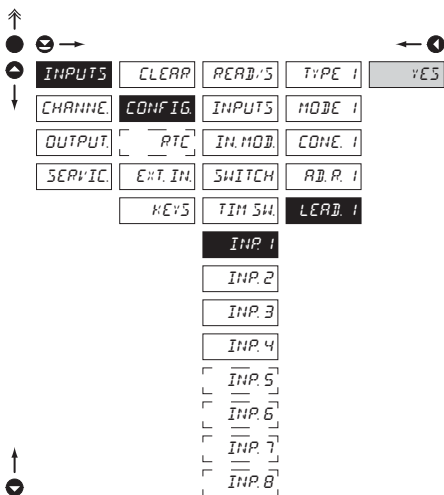 INPUTS CLEAR READ/S TYPE 1 YES
CHANNE. CONFIG. INPUTS MODE 1
OUTPUT. RTC IN.MOD. CONE. 1
SERVIC. EXT. IN. SWITCH AD. R. 1
KEYS TIM SW. LEAD. 1
INP. 1
INP. 2
INP. 3
INP. 4
INP. 5
INP. 6
INP. 7
INP. 8